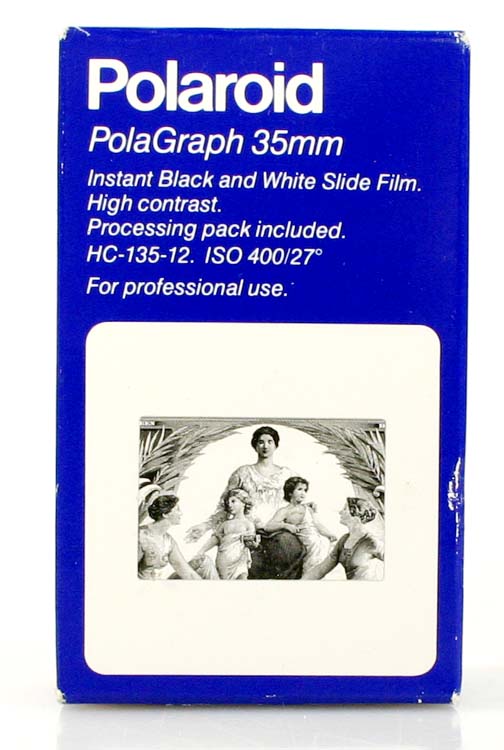 Polaroid
PolaGraph 35mm
Instant Black and White Slide Film.
High contrast.
Processing pack included.
HC-135-12. ISO 400/27°
For professional use.